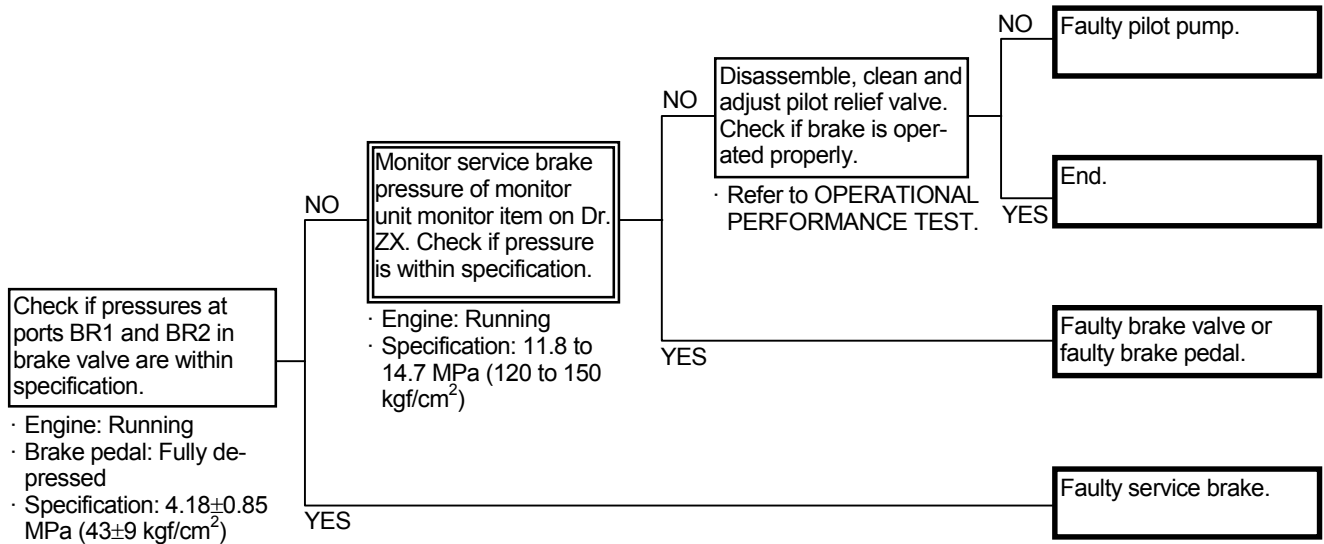 Check if pressures at
ports BR1 and BR2 in
brake valve are within
specification.
· Engine: Running
· Brake pedal: Fully de-
pressed
· Specification: 4.18±0.85
MPa (43±9 kgf/cm²)
NO
YES
Monitor service brake
pressure of monitor
unit monitor item on Dr.
ZX. Check if pressure
is within specification.
· Engine: Running
· Specification: 11.8 to
14.7 MPa (120 to 150
kgf/cm²)
NO
YES
Disassemble, clean and
adjust pilot relief valve.
Check if brake is oper-
ated properly.
· Refer to OPERATIONAL
PERFORMANCE TEST.
NO
YES
Faulty pilot pump.
End.
Faulty brake valve or
faulty brake pedal.
Faulty service brake.